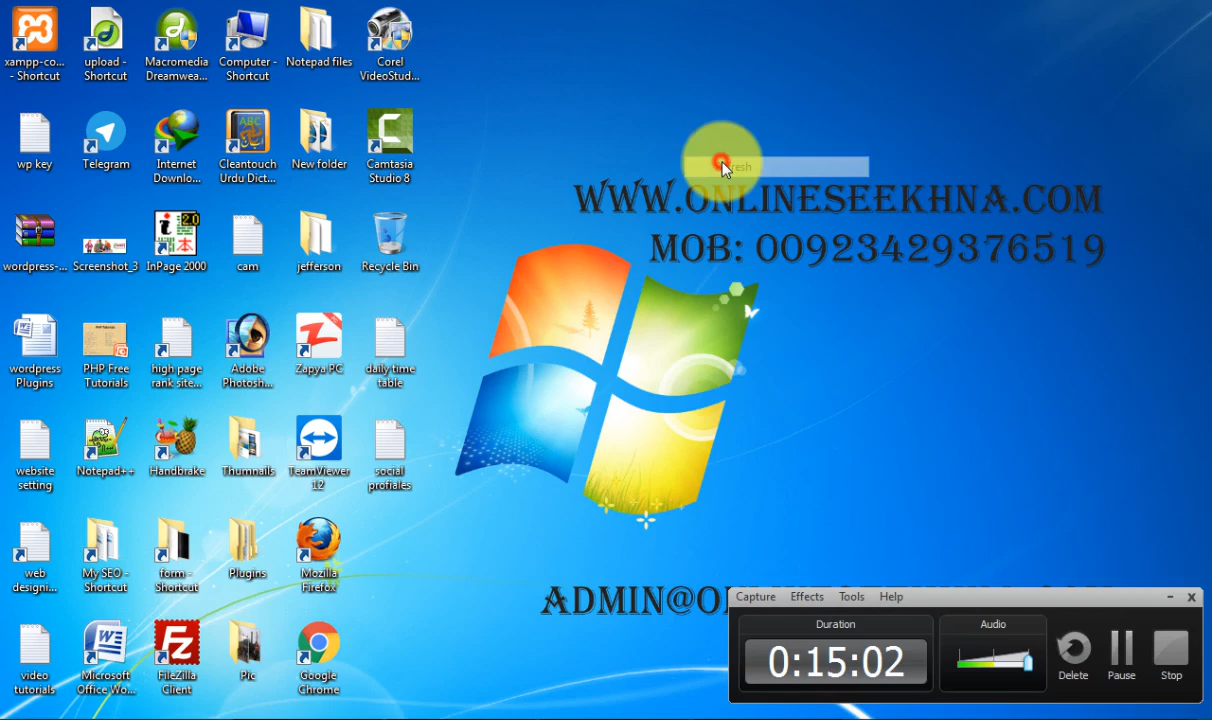 xampp-co...
- Shortcut
upload -
Shortcut
Macromedia
Dreamwea...
Computer -
Shortcut
Notepad files
Corel
VideoStud...
wp key
Telegram
Internet
Downlo...
Cleantouch
Urdu Dict...
New folder
Camtasia
Studio 8
resh
WWW.ONLINESEEKHNA.COM
MOB: 00923429376519
wordpress-...
Screenshot_3
InPage 2000
cam
jefferson
Recycle Bin
wordpress
Plugins
PHP Free
Tutorials
high page
rank site...
Adobe
Photosh...
Zapya PC
daily time
table
website
setting
Notepad++
Handbrake
Thumnails
TeamViewer
12
social
profiales
web
designi...
My SEO -
Shortcut
form -
Shortcut
Plugins
Mozilla
Firefox
video
tutorials
Microsoft
Office Wo...
FileZilla
Client
Pic
Google
Chrome
Capture Effects Tools Help
Duration
0:15:02
Audio
Delete Pause Stop